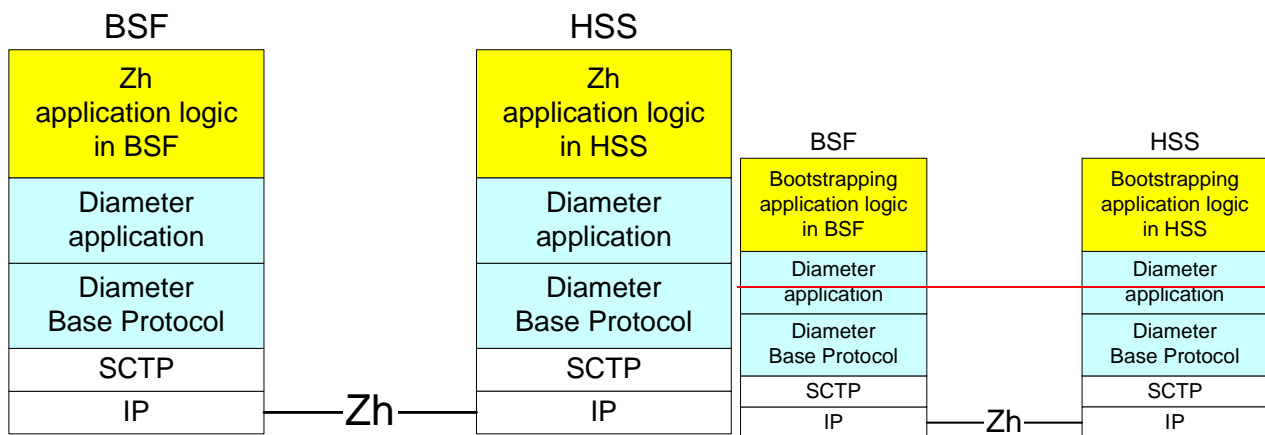 BSF
Zh
application logic
in BSF
Diameter
application
Diameter
Base Protocol
SCTP
IP
Zh
HSS
Zh
application logic
in HSS
Diameter
application
Diameter
Base Protocol
SCTP
IP
BSF
Bootstrapping
application logic
in BSF
Diameter
application
Diameter
Base Protocol
SCTP
IP
Zh
HSS
Bootstrapping
application logic
in HSS
Diameter
application
Diameter
Base Protocol
SCTP
IP